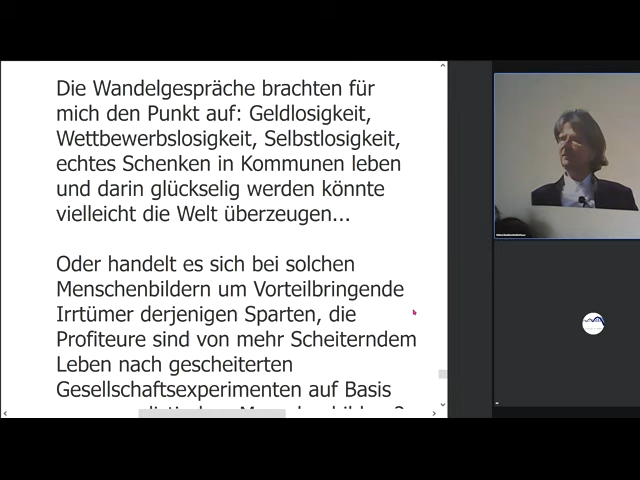 Die Wandelgespräche brachten für
mich den Punkt auf: Geldlosigkeit,
Wettbewerbslosigkeit, Selbstlosigkeit,
echtes Schenken in Kommunen leben
und darin glückselig werden könnte
vielleicht die Welt überzeugen...
Oder handelt es sich bei solchen
Menschenbildern um Vorteilbringende
Irrtümer derjenigen Sparten, die
Profiteure sind von mehr Scheiterndem
Leben nach gescheiterten
Gesellschaftsexperimenten auf Basis